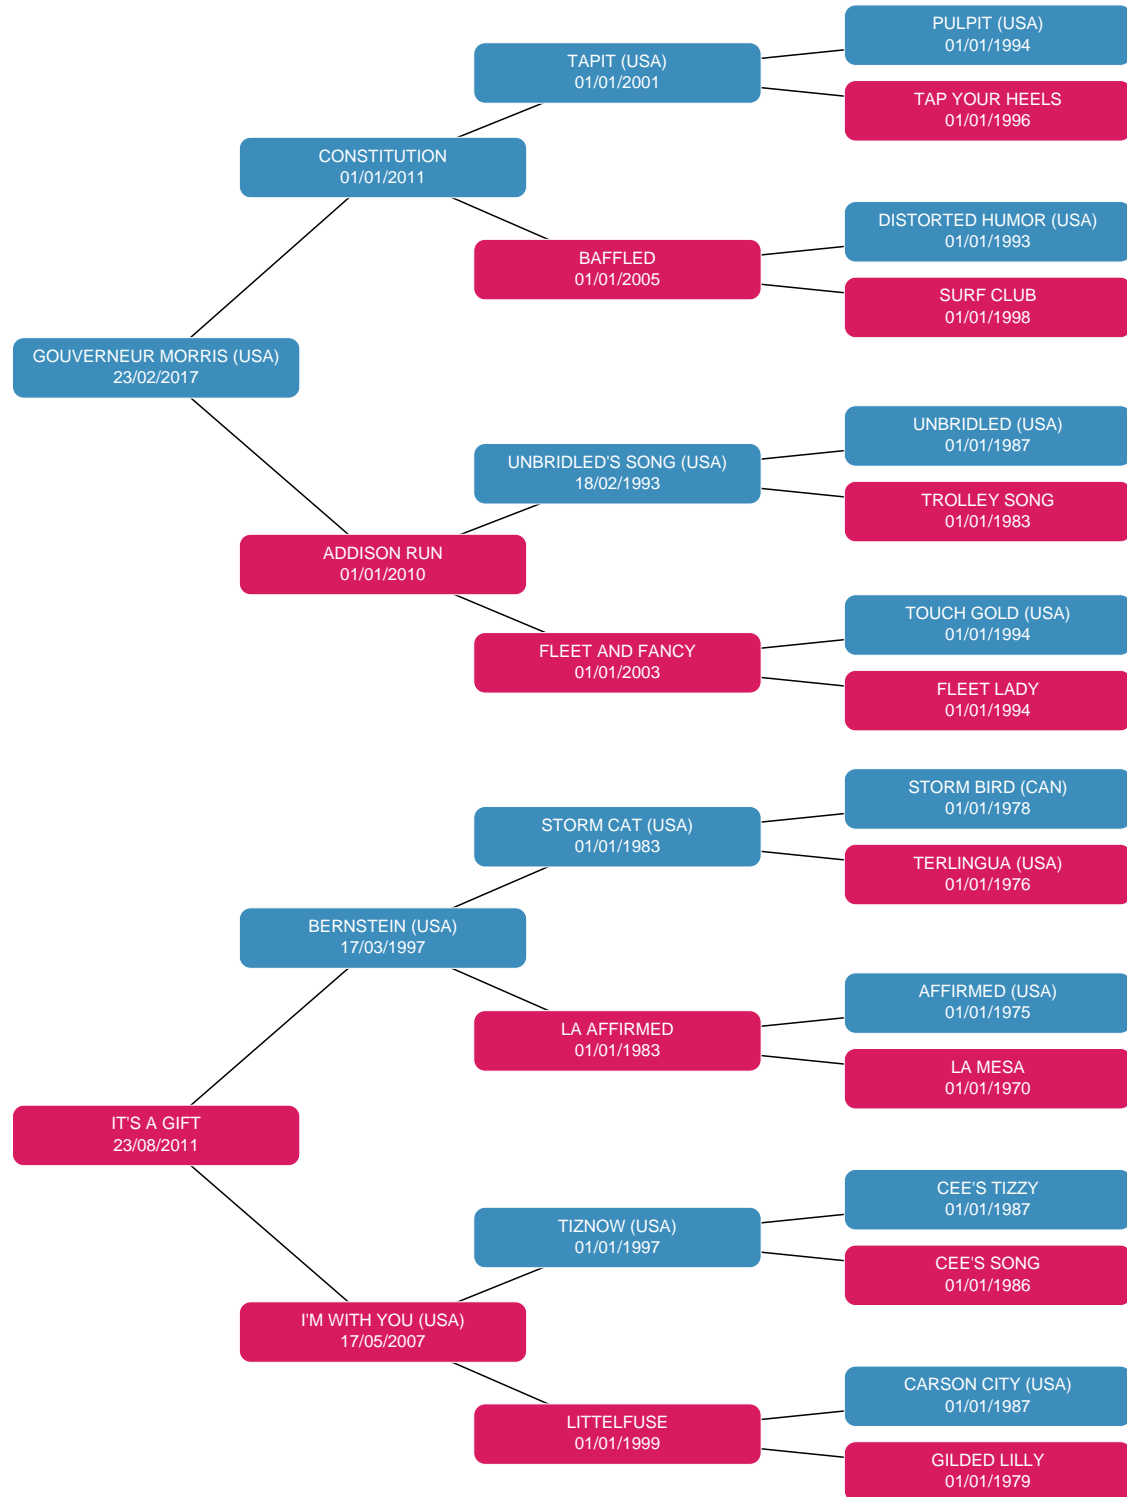 PULPIT (USA)
01/01/1994
TAPIT (USA)
01/01/2001
TAP YOUR HEELS
01/01/1996
CONSTITUTION
01/01/2011
DISTORTED HUMOR (USA)
01/01/1993
BAFFLED
01/01/2005
SURF CLUB
01/01/1998
GOUVERNEUR MORRIS (USA)
23/02/2017
UNBRIDLED (USA)
01/01/1987
UNBRIDLED'S SONG (USA)
18/02/1993
TROLLEY SONG
01/01/1983
ADDISON RUN
01/01/2010
TOUCH GOLD (USA)
01/01/1994
FLEET AND FANCY
01/01/2003
FLEET LADY
01/01/1994
STORM BIRD (CAN)
01/01/1978
STORM CAT (USA)
01/01/1983
TERLINGUA (USA)
01/01/1976
BERNSTEIN (USA)
17/03/1997
AFFIRMED (USA)
01/01/1975
LA AFFIRMED
01/01/1983
LA MESA
01/01/1970
IT'S A GIFT
23/08/2011
CEE'S TIZZY
01/01/1987
TIZNOW (USA)
01/01/1997
CEE'S SONG
01/01/1986
I'M WITH YOU (USA)
17/05/2007
CARSON CITY (USA)
01/01/1987
LITTELFUSE
01/01/1999
GILDED LILLY
01/01/1979